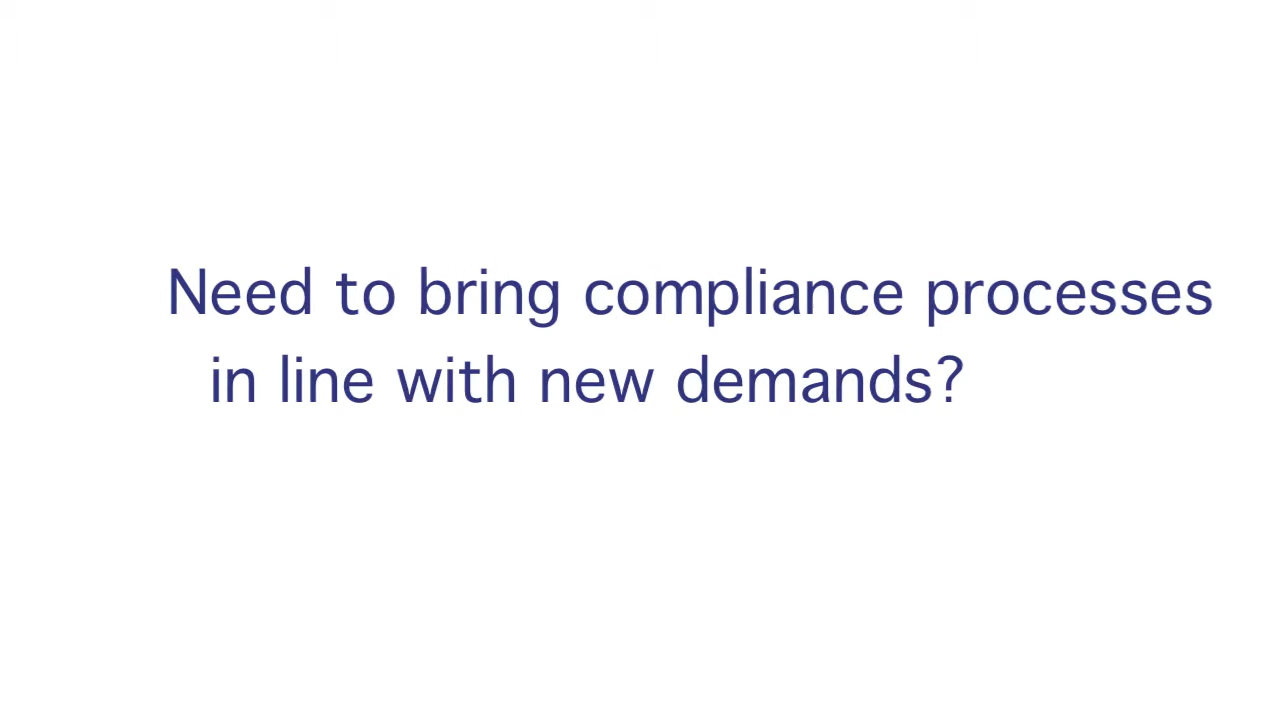 Need to bring compliance processes
in line with new demands?